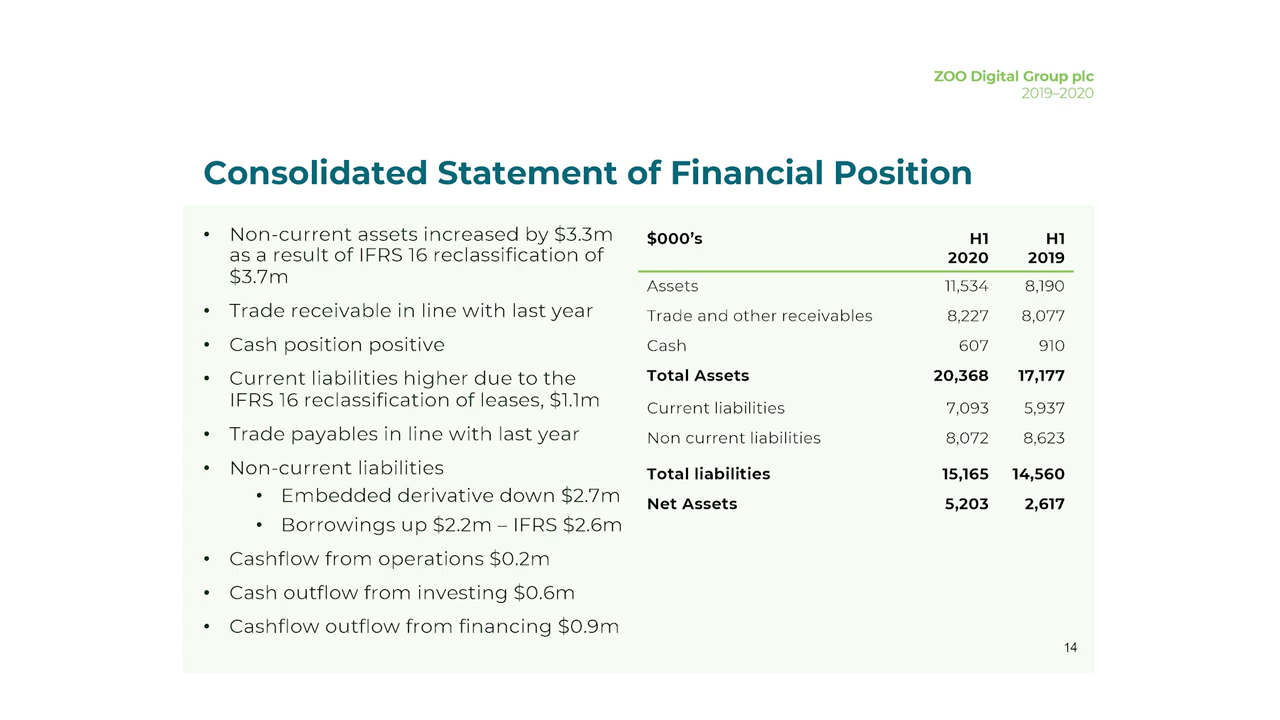 ZOO Digital Group plc
2019–2020
Consolidated Statement of Financial Position
• Non-current assets increased by $3.3m
as a result of IFRS 16 reclassification of
$3.7m
• Trade receivable in line with last year
• Cash position positive
• Current liabilities higher due to the
IFRS 16 reclassification of leases, $1.1m
• Trade payables in line with last year
• Non-current liabilities
• Embedded derivative down $2.7m
• Borrowings up $2.2m – IFRS $2.6m
• Cashflow from operations $0.2m
• Cash outflow from investing $0.6m
• Cashflow outflow from financing $0.9m
$000’s H1 H1
2020 2019
Assets 11,534 8,190
Trade and other receivables 8,227 8,077
Cash 607 910
Total Assets 20,368 17,177
Current liabilities 7,093 5,937
Non current liabilities 8,072 8,623
Total liabilities 15,165 14,560
Net Assets 5,203 2,617
14